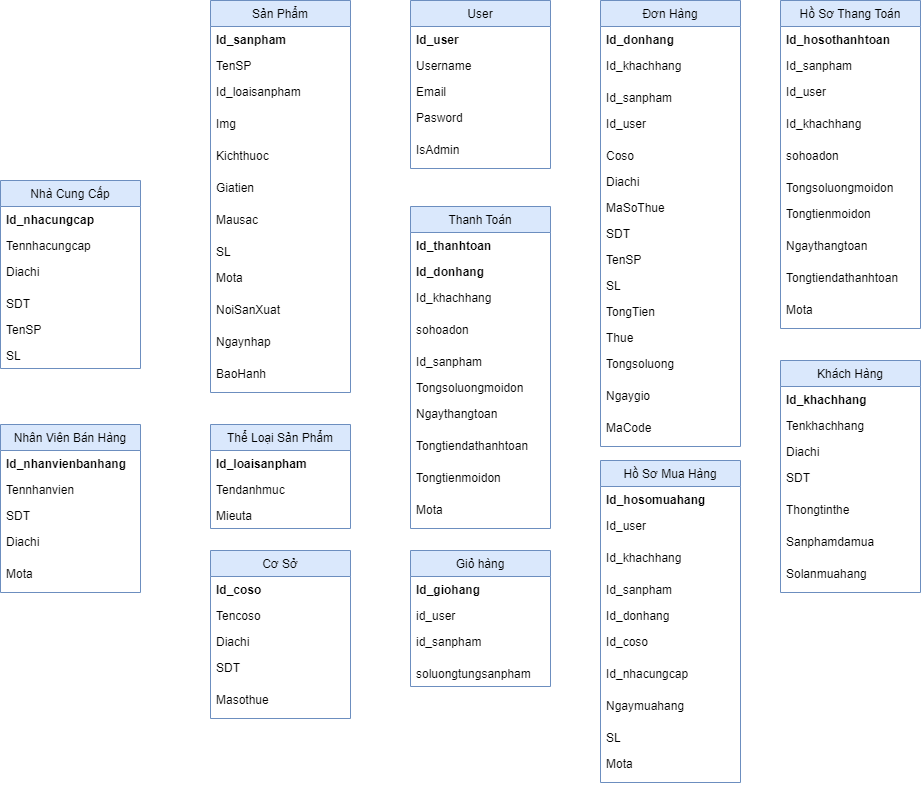 Nhà Cung Cấp
Id_nhacungcap
Tennhacungcap
Diachi
SDT
TenSP
SL
Nhân Viên Bán Hàng
Id_nhanvienbanhang
Tennhanvien
SDT
Diachi
Mota
Sản Phẩm
Id_sanpham
TenSP
Id_loaisanpham
Img
Kichthuoc
Giatien
Mausac
SL
Mota
NoiSanXuat
Ngaynhap
BaoHanh
Thể Loại Sản Phẩm
Id_loaisanpham
Tendanhmuc
Mieuta
Cơ Sở
Id_coso
Tencoso
Diachi
SDT
Masothue
User
Id_user
Username
Email
Pasword
IsAdmin
Thanh Toán
Id_thanhtoan
Id_donhang
Id_khachhang
sohoadon
Id_sanpham
Tongsoluongmoidon
Ngaythangtoan
Tongtiendathanhtoan
Tongtienmoidon
Mota
Giỏ hàng
Id_giohang
id_user
id_sanpham
soluongtungsanpham
Đơn Hàng
Id_donhang
Id_khachhang
Id_sanpham
Id_user
Coso
Diachi
MaSoThue
SDT
TenSP
SL
TongTien
Thue
Tongsoluong
Ngaygio
MaCode
Hồ Sơ Mua Hàng
Id_hosomuahang
Id_user
Id_khachhang
Id_sanpham
Id_donhang
Id_coso
Id_nhacungcap
Ngaymuahang
SL
Mota
Hồ Sơ Thang Toán
Id_hosothanhtoan
Id_sanpham
Id_user
Id_khachhang
sohoadon
Tongsoluongmoidon
Tongtienmoidon
Ngaythangtoan
Tongtiendathanhtoan
Mota
Khách Hàng
Id_khachhang
Tenkhachhang
Diachi
SDT
Thongtinthe
Sanphamdamua
Solanmuahang